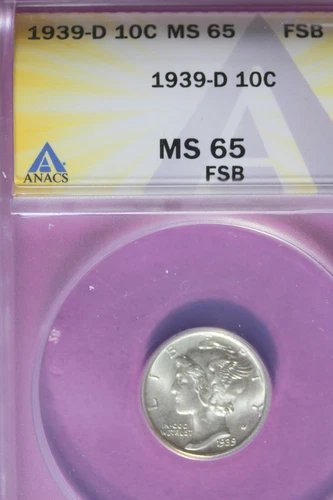 1939-D 10C MS 65 FSB
1939-D 10C
MS 65
FSB
ANACS
LIBERTY
IN GOD
WE TRUST
1939